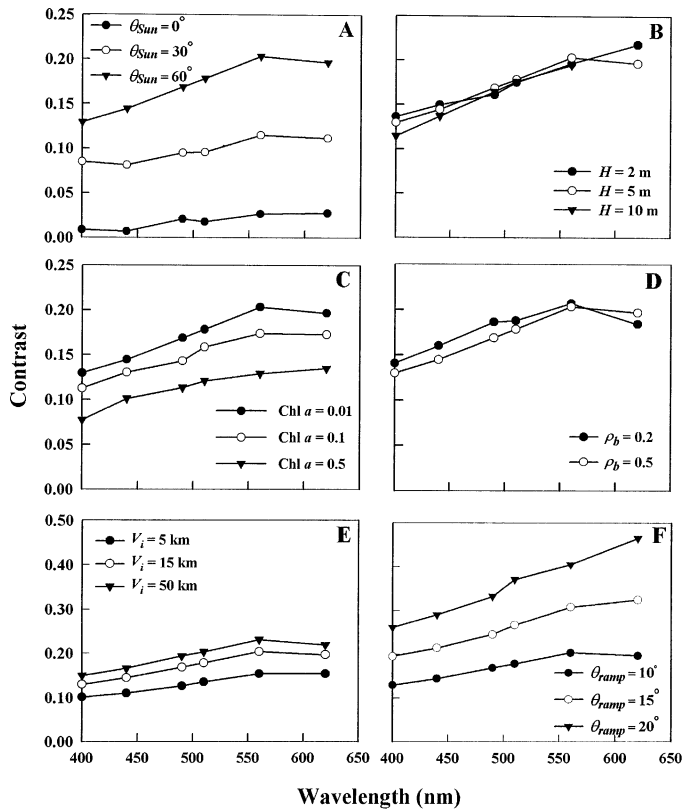 A
θSun = 0°
θSun = 30°
θSun = 60°
0.25
0.20
0.15
0.10
0.05
0.00
B
H = 2 m
H = 5 m
H = 10 m
C
0.25
0.20
0.15
0.10
0.05
0.00
Chl a = 0.01
Chl a = 0.1
Chl a = 0.5
D
ρb = 0.2
ρb = 0.5
Contrast
E
Vi = 5 km
Vi = 15 km
Vi = 50 km
0.50
0.40
0.30
0.20
0.10
0.00
400 450 500 550 600 650
F
θramp = 10°
θramp = 15°
θramp = 20°
400 450 500 550 600 650
Wavelength (nm)